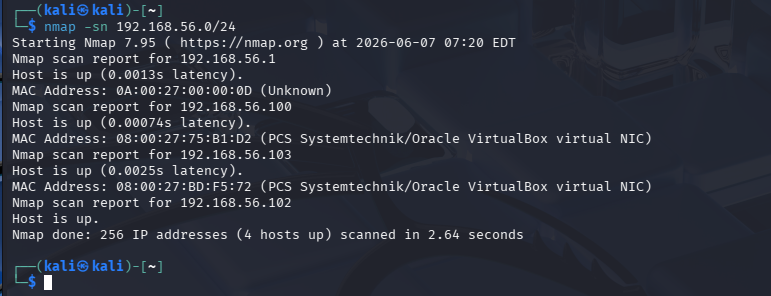 ┌──(kali㉿kali)-[~]
└─$ nmap -sn 192.168.56.0/24
Starting Nmap 7.95 ( https://nmap.org ) at 2026-06-07 07:20 EDT
Nmap scan report for 192.168.56.1
Host is up (0.0013s latency).
MAC Address: 0A:00:27:00:00:0D (Unknown)
Nmap scan report for 192.168.56.100
Host is up (0.00074s latency).
MAC Address: 08:00:27:75:B1:D2 (PCS Systemtechnik/Oracle VirtualBox virtual NIC)
Nmap scan report for 192.168.56.103
Host is up (0.0025s latency).
MAC Address: 08:00:27:BD:F5:72 (PCS Systemtechnik/Oracle VirtualBox virtual NIC)
Nmap scan report for 192.168.56.102
Host is up.
Nmap done: 256 IP addresses (4 hosts up) scanned in 2.64 seconds
┌──(kali㉿kali)-[~]
└─$